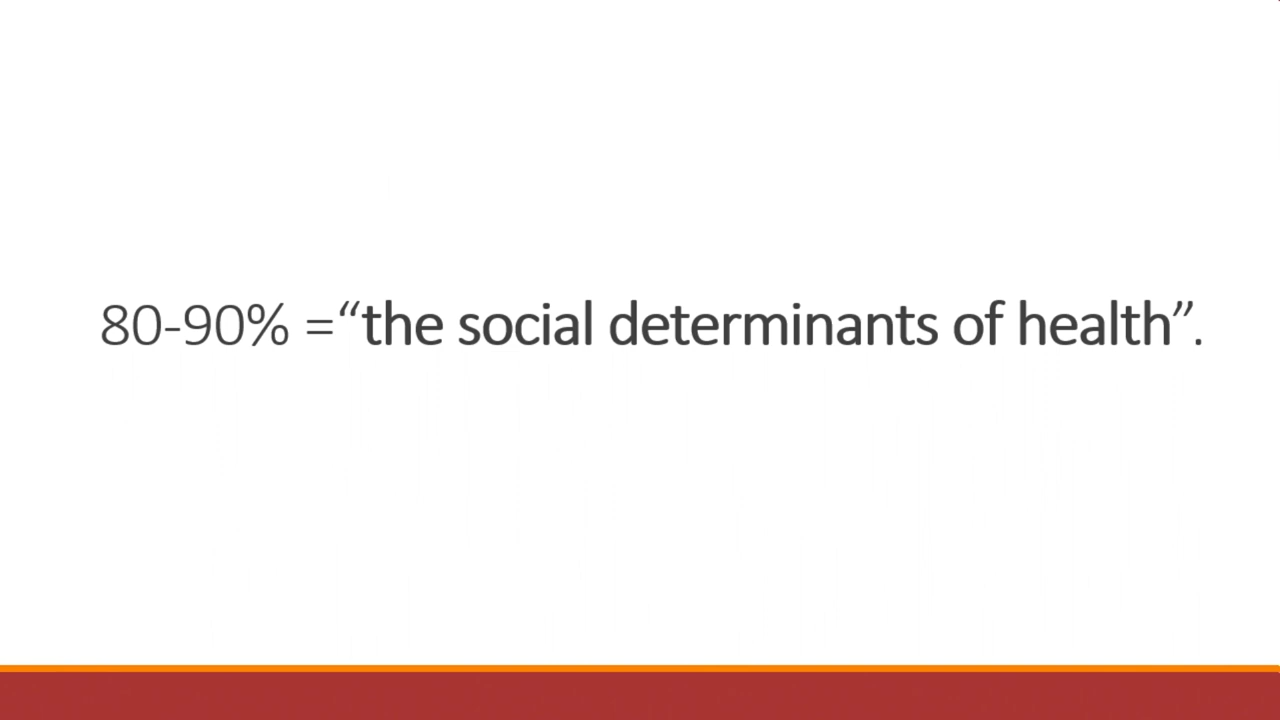 80-90% =“the social determinants of health”.